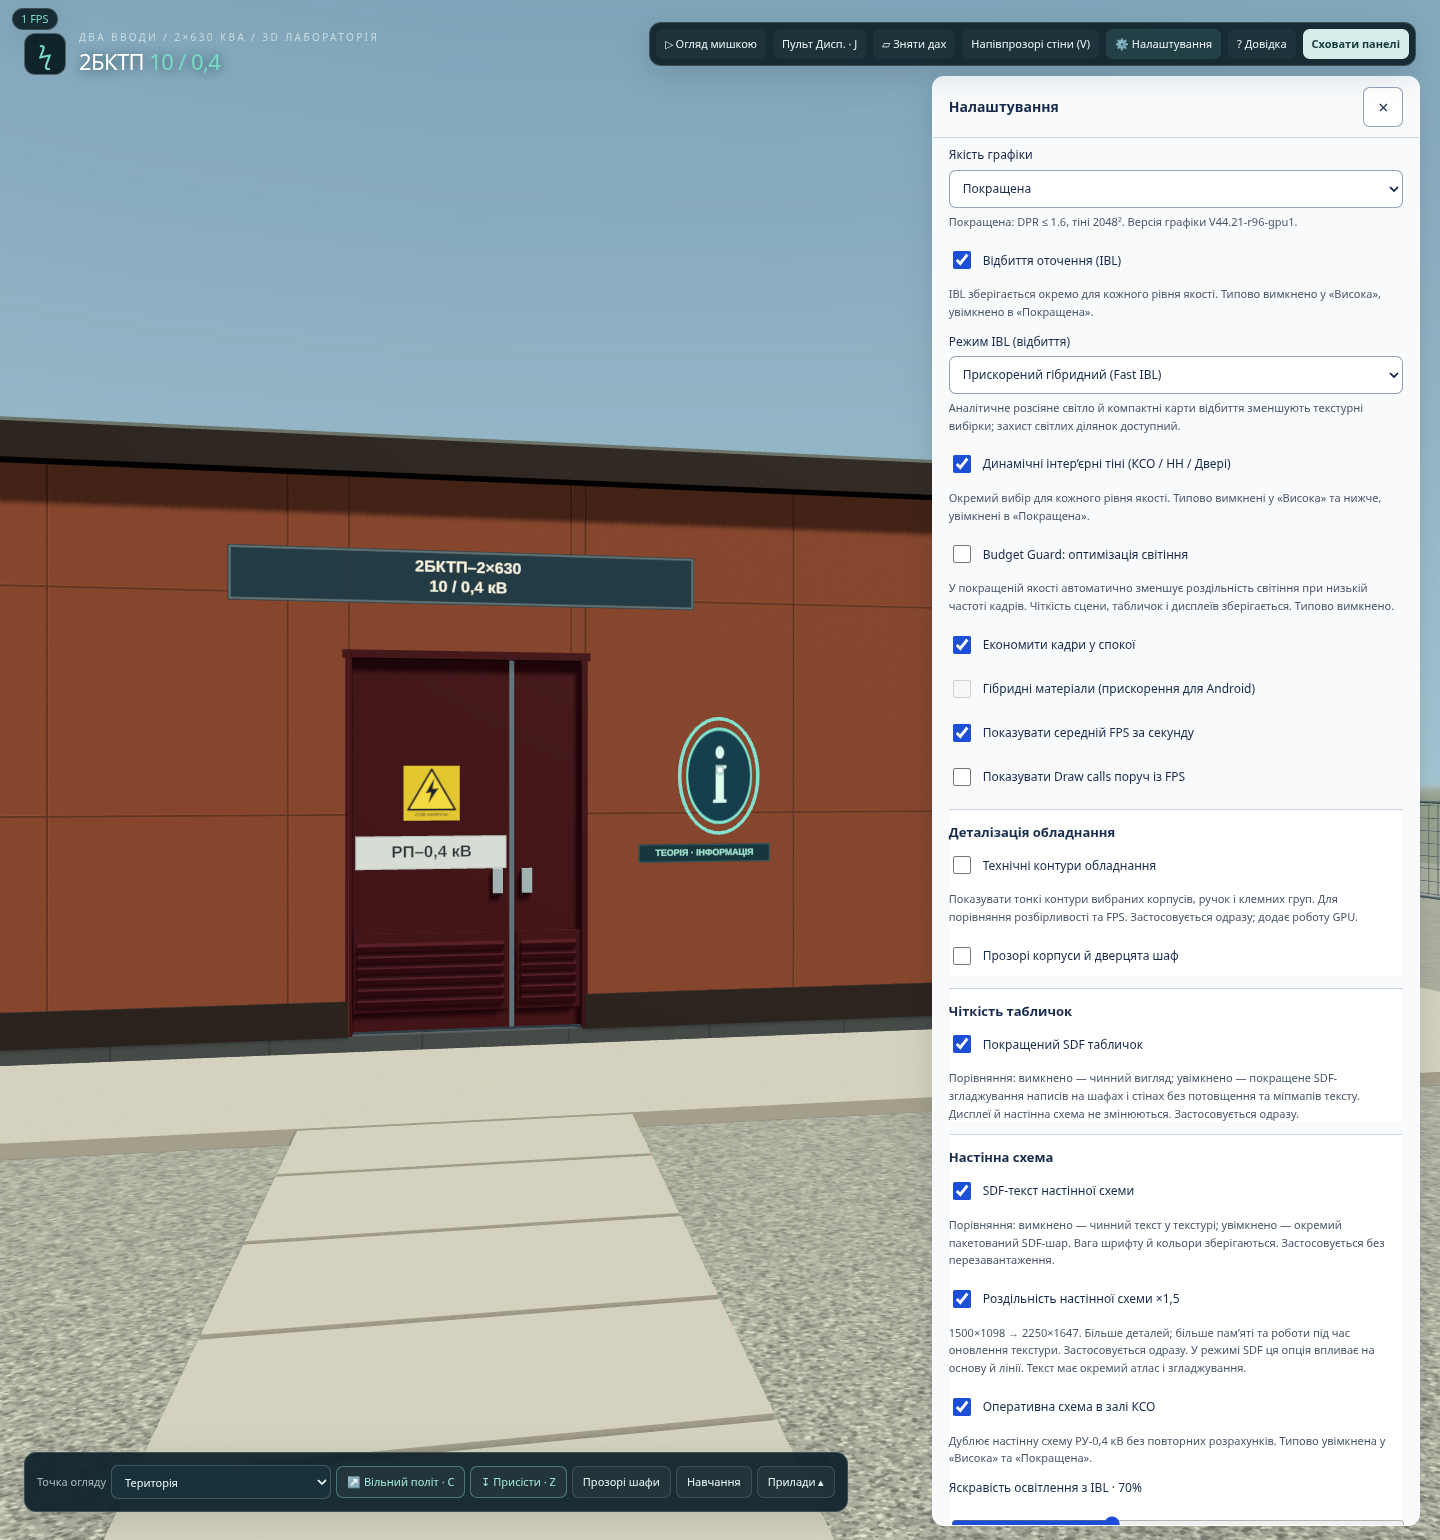 1 FPS
ДВА ВВОДИ / 2×630 КВА / 3D ЛАБОРАТОРІЯ
2БКТП 10 / 0,4
▷ Огляд мишкою
Пульт Дисп. · J
▱ Зняти дах
Напівпрозорі стіни (V)
⚙️ Налаштування
? Довідка
Сховати панелі
Налаштування
×
Якість графіки
Покращена
Покращена: DPR ≤ 1.6, тіні 2048². Версія графіки V44.21-r96-gpu1.
Відбиття оточення (IBL)
IBL зберігається окремо для кожного рівня якості. Типово вимкнено у «Висока»,
увімкнено в «Покращена».
Режим IBL (відбиття)
Прискорений гібридний (Fast IBL)
Аналітичне розсіяне світло й компактні карти відбиття зменшують текстурні
вибірки; захист світлих ділянок доступний.
Динамічні інтер’єрні тіні (КСО / НН / Двері)
Окремий вибір для кожного рівня якості. Типово вимкнені у «Висока» та нижче,
увімкнені в «Покращена».
Budget Guard: оптимізація світіння
У покращеній якості автоматично зменшує роздільність світіння при низькій
частоті кадрів. Чіткість сцени, табличок і дисплеїв зберігається. Типово вимкнено.
Економити кадри у спокої
Гібридні матеріали (прискорення для Android)
Показувати середній FPS за секунду
Показувати Draw calls поруч із FPS
Деталізація обладнання
Технічні контури обладнання
Показувати тонкі контури вибраних корпусів, ручок і клемних груп. Для
порівняння розбірливості та FPS. Застосовується одразу; додає роботу GPU.
Прозорі корпуси й дверцята шаф
Чіткість табличок
Покращений SDF табличок
Порівняння: вимкнено — чинний вигляд; увімкнено — покращене SDF-
згладжування написів на шафах і стінах без потовщення та міпмапів тексту.
Дисплеї й настінна схема не змінюються. Застосовується одразу.
Настінна схема
SDF-текст настінної схеми
Порівняння: вимкнено — чинний текст у текстурі; увімкнено — окремий
пакетований SDF-шар. Вага шрифту й кольори зберігаються. Застосовується без
перезавантаження.
Роздільність настінної схеми ×1,5
1500×1098 → 2250×1647. Більше деталей; більше пам’яті та роботи під час
оновлення текстури. Застосовується одразу. У режимі SDF ця опція впливає на
основу й лінії. Текст має окремий атлас і згладжування.
Оперативна схема в залі КСО
Дублює настінну схему РУ-0,4 кВ без повторних розрахунків. Типово увімкнена у
«Висока» та «Покращена».
Яскравість освітлення з IBL · 70%
2БКТП–2×630
10 / 0,4 кВ
РП–0,4 кВ
i
ТЕОРІЯ · ІНФОРМАЦІЯ
Точка огляду
Територія
↗ Вільний політ · C
↧ Присісти · Z
Прозорі шафи
Навчання
Прилади ▴